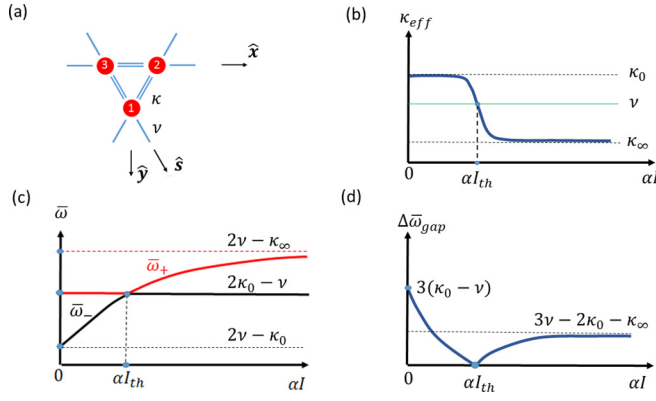 (a)
3
2
x̂
κ
1
ν
ŷ
ŝ
(b)
κ_eff
κ_0
ν
κ_∞
0
αI_th
αI
(c)
ω̄
2ν − κ_∞
ω̄_+
2κ_0 − ν
ω̄_−
2ν − κ_0
0
αI_th
αI
(d)
Δω̄_gap
3(κ_0 − ν)
3ν − 2κ_0 − κ_∞
0
αI_th
αI